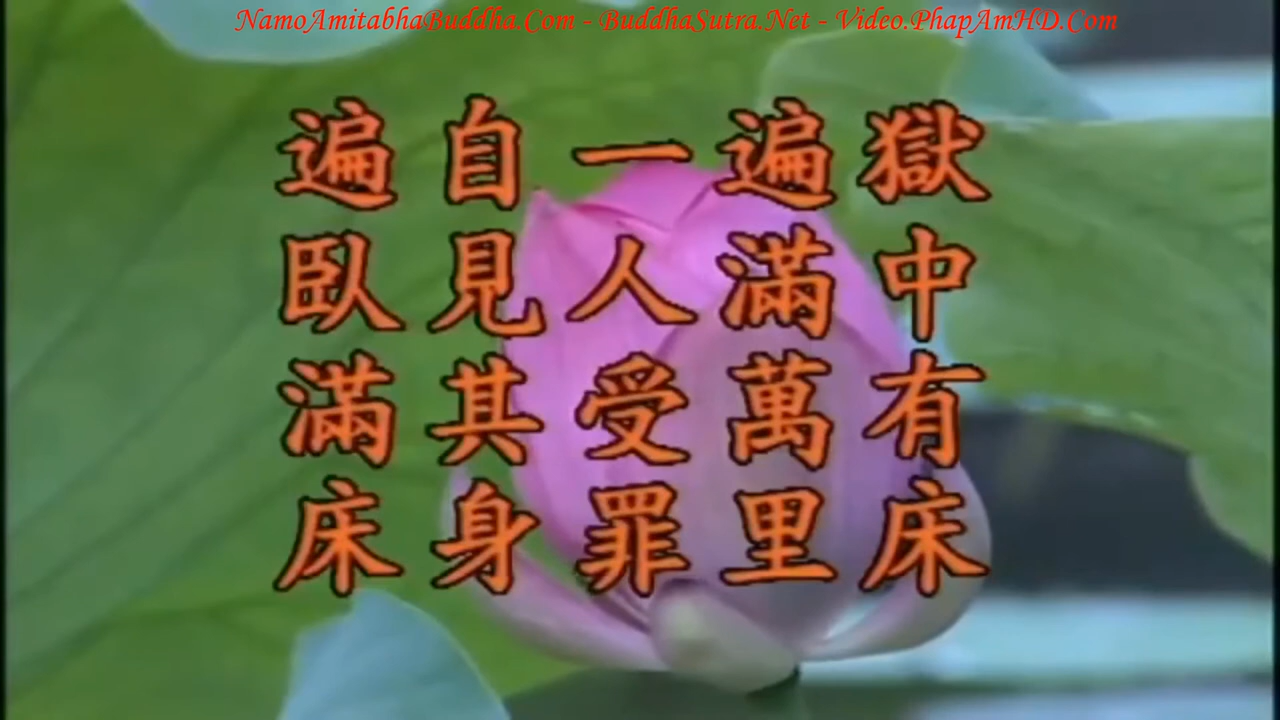 NamoAmitabhaBuddha.Com - BuddhaSutra.Net - Video.PhapAmHD.Com
獄中有床
遍滿萬里
一人受罪
自見其身
遍臥滿床